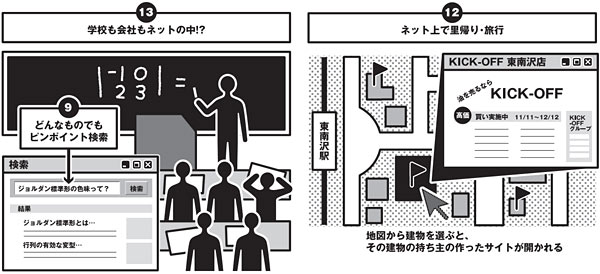 13
学校も会社もネットの中!?
|-1 0|
|2 3| =
9
どんなものでも
ピンポイント検索
検索
ジョルダン標準形の色味って?
検索
結果
ジョルダン標準形とは…
行列の有効な変型…
12
ネット上で里帰り・旅行
東南沢駅
KICK-OFF 東南沢店
油を売るなら
KICK-OFF
高価
買い実施中 11/11~12/12
KICK
-OFF
グループ
地図から建物を選ぶと、
その建物の持ち主の作ったサイトが開かれる